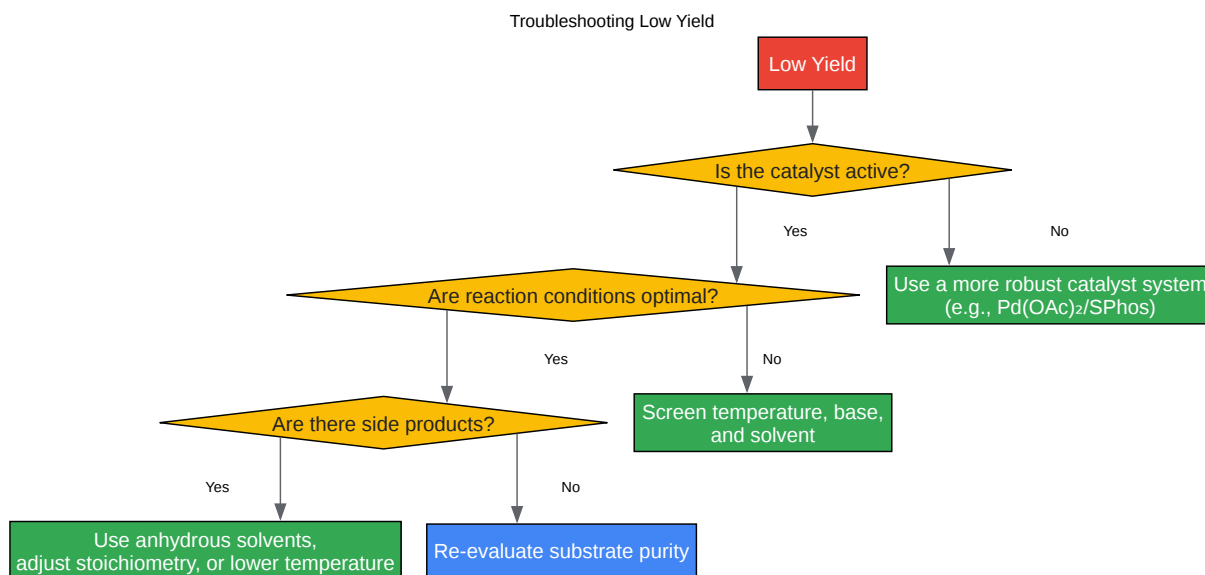 Troubleshooting Low Yield
Low Yield
Is the catalyst active?
Yes
No
Use a more robust catalyst system
(e.g., Pd(OAc)₂/SPhos)
Are reaction conditions optimal?
Yes
No
Screen temperature, base,
and solvent
Are there side products?
Yes
No
Use anhydrous solvents,
adjust stoichiometry, or lower temperature
Re-evaluate substrate purity